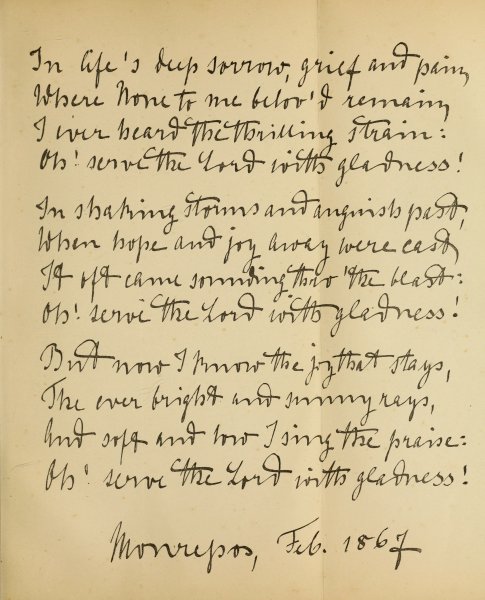 In life's deep sorrow, grief and pain,
Where None to me belov'd remain,
I ever heard the thrilling strain:
Oh! serve the Lord with gladness!
In shaking storms and anguish past,
When hope and joy away were cast,
It oft came sounding thro' the blast:
Oh! serve the Lord with gladness!
But now I know the joy that stays,
The ever bright and sunny rays,
And soft and low I sing the praise:
Oh! serve the Lord with gladness!
Monrepos, Feb. 1867